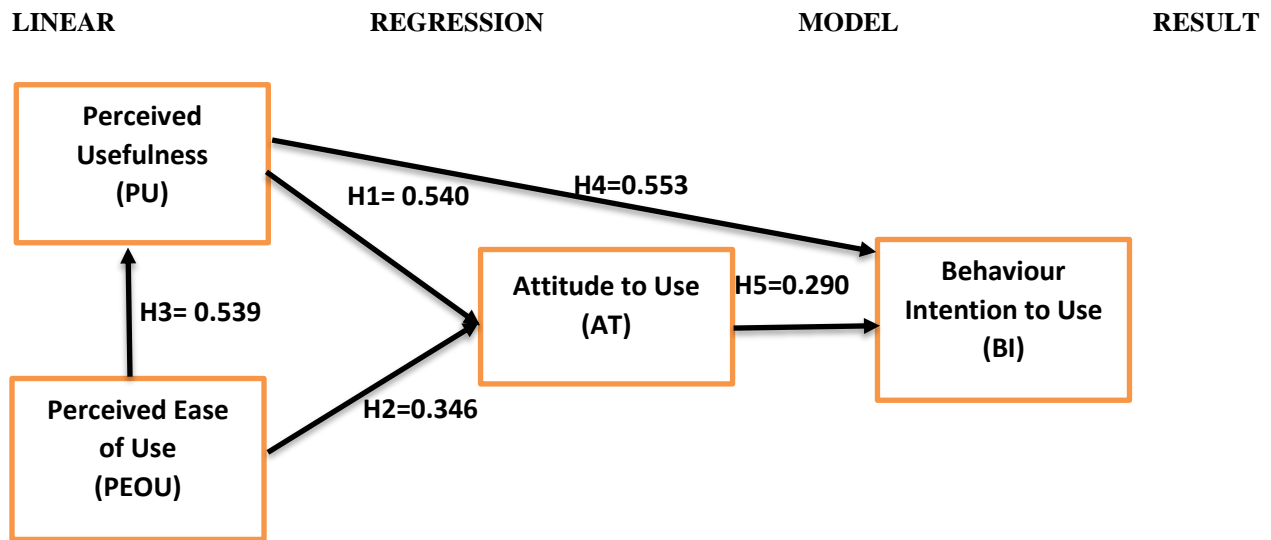 LINEAR REGRESSION MODEL RESULT
Perceived
Usefulness
(PU)
H1= 0.540
H4=0.553
H3= 0.539
Attitude to Use
(AT)
H5=0.290
Behaviour
Intention to Use
(BI)
Perceived Ease
of Use
(PEOU)
H2=0.346